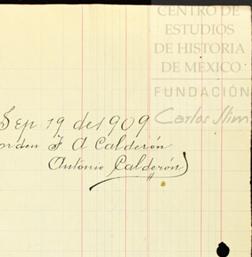 CENTRO DE
ESTUDIOS
DE HISTORIA
DE MÉXICO
FUNDACIÓN
Carlos Slim
Sep. 19 de 1909
orden F A Calderón
Antonio Calderón